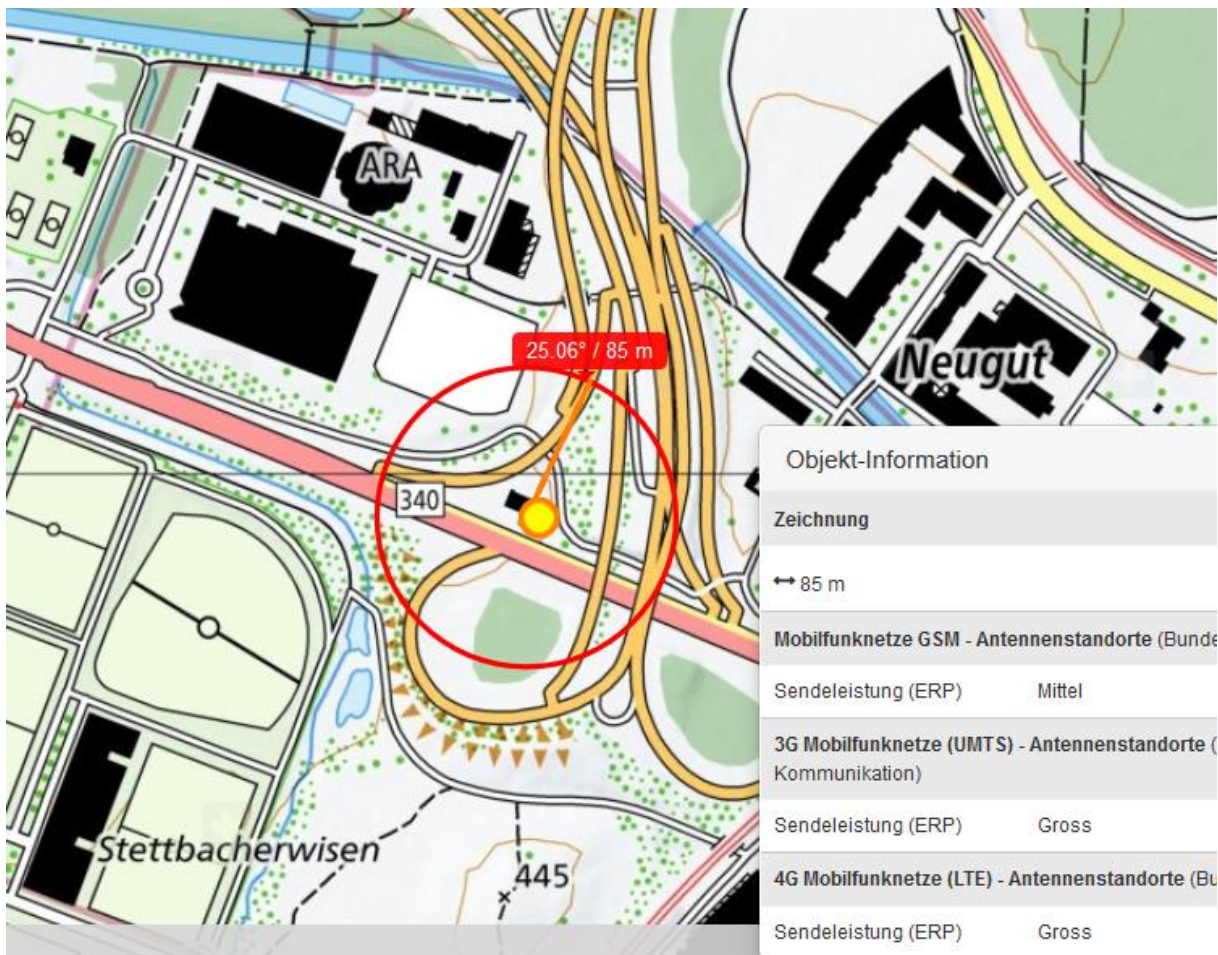 ARA
25.06° / 85 m
Neugut
340
Stettbacherwisen
445
Objekt-Information
Zeichnung
85 m
Mobilfunknetze GSM - Antennenstandorte (Bunde
Sendeleistung (ERP) Mittel
3G Mobilfunknetze (UMTS) - Antennenstandorte (
Kommunikation)
Sendeleistung (ERP) Gross
4G Mobilfunknetze (LTE) - Antennenstandorte (Bu
Sendeleistung (ERP) Gross